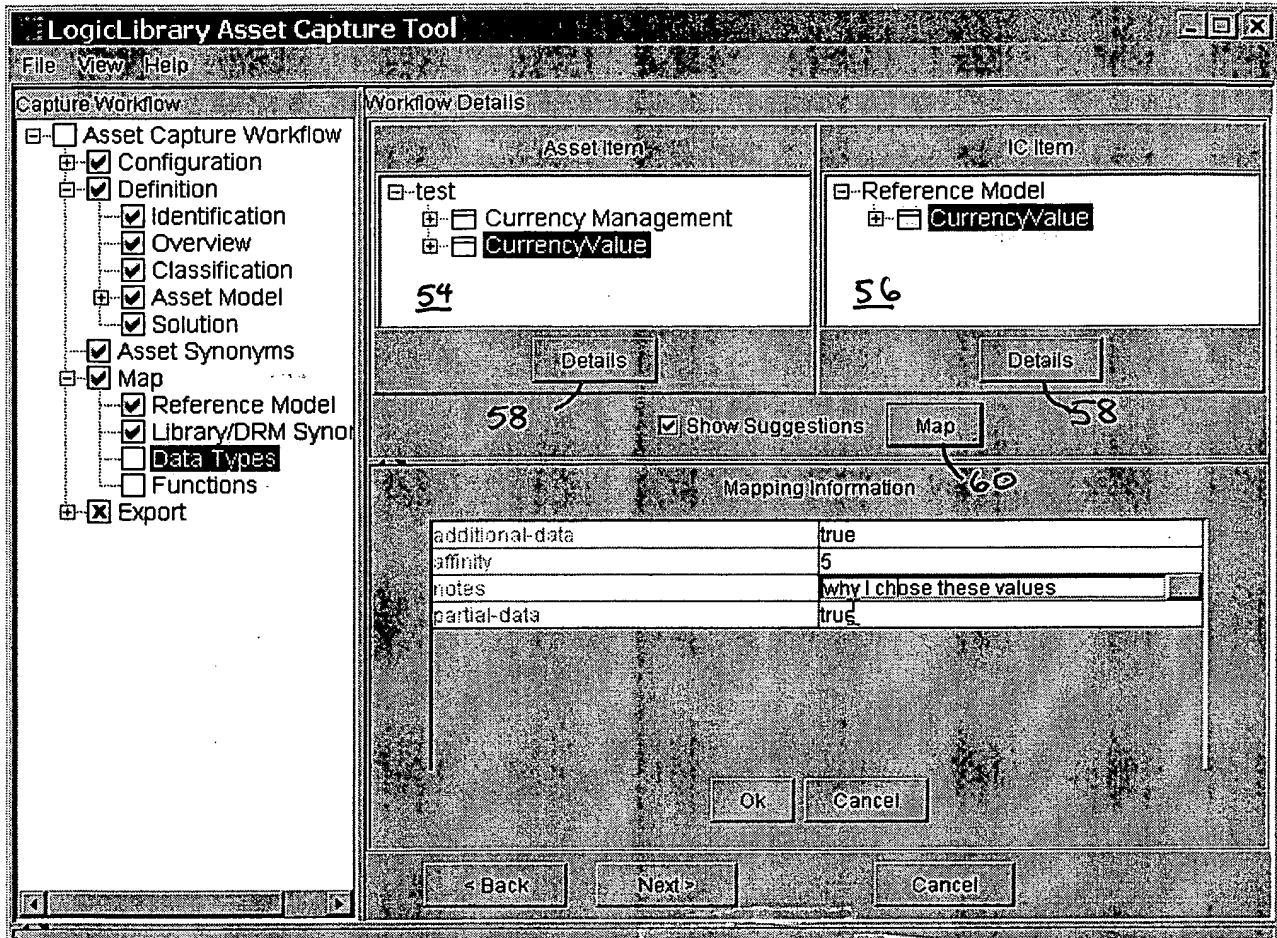 LogicLibrary Asset Capture Tool
File View Help
Capture Workflow
Asset Capture Workflow
Configuration
Definition
Identification
Overview
Classification
Asset Model
Solution
Asset Synonyms
Map
Reference Model
Library/DRM Synor
Data Types
Functions
Export
Workflow Details
Asset Item
IC Item
test
Currency Management
CurrencyValue
54
Reference Model
CurrencyValue
56
Details
Details
58
58
Show Suggestions
Map
60
Mapping Information
additional-data true
affinity 5
notes why I chose these values ...
partial-data true
Ok Cancel
< Back Next > Cancel